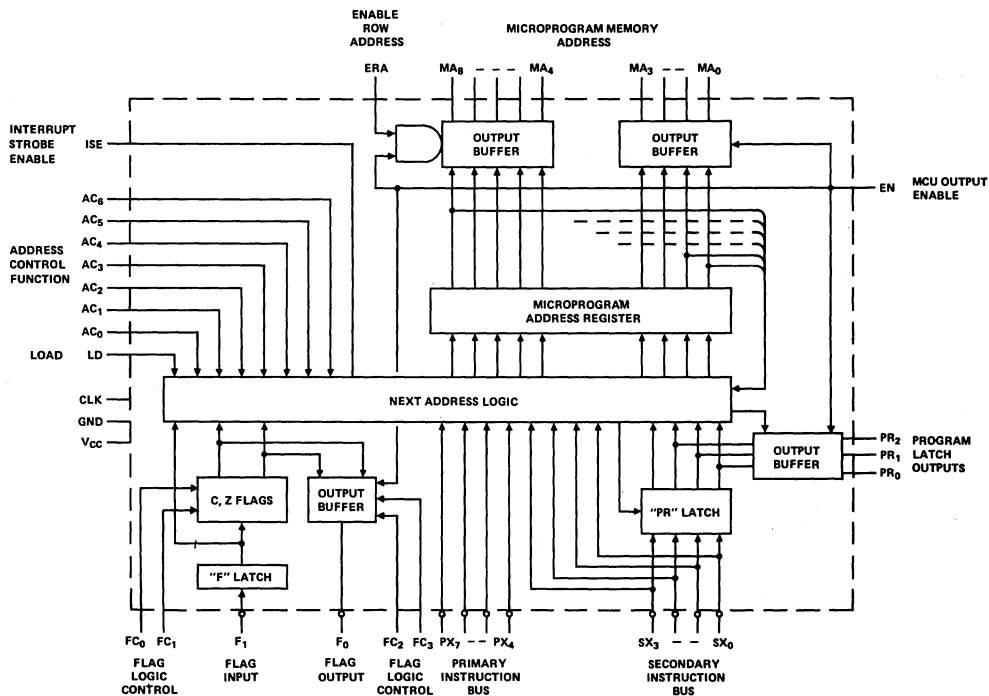 ENABLE
ROW
ADDRESS
MICROPROGRAM MEMORY
ADDRESS
ERA
MA8 - - - - MA4
MA3 - - MA0
INTERRUPT
STROBE
ENABLE
ISE
OUTPUT
BUFFER
OUTPUT
BUFFER
EN
MCU OUTPUT
ENABLE
AC6
AC5
AC4
ADDRESS
CONTROL
FUNCTION
AC3
AC2
AC1
AC0
MICROPROGRAM
ADDRESS REGISTER
LOAD LD
CLK
GND
VCC
NEXT ADDRESS LOGIC
OUTPUT
BUFFER
PR2
PR1
PR0
PROGRAM
LATCH
OUTPUTS
C, Z FLAGS
OUTPUT
BUFFER
"PR" LATCH
"F" LATCH
FC0 FC1 F1 F0 FC2 FC3 PX7 - - PX4 SX3 - - SX0
FLAG
LOGIC
CONTROL
FLAG
INPUT
FLAG
OUTPUT
FLAG
LOGIC
CONTROL
PRIMARY
INSTRUCTION
BUS
SECONDARY
INSTRUCTION
BUS